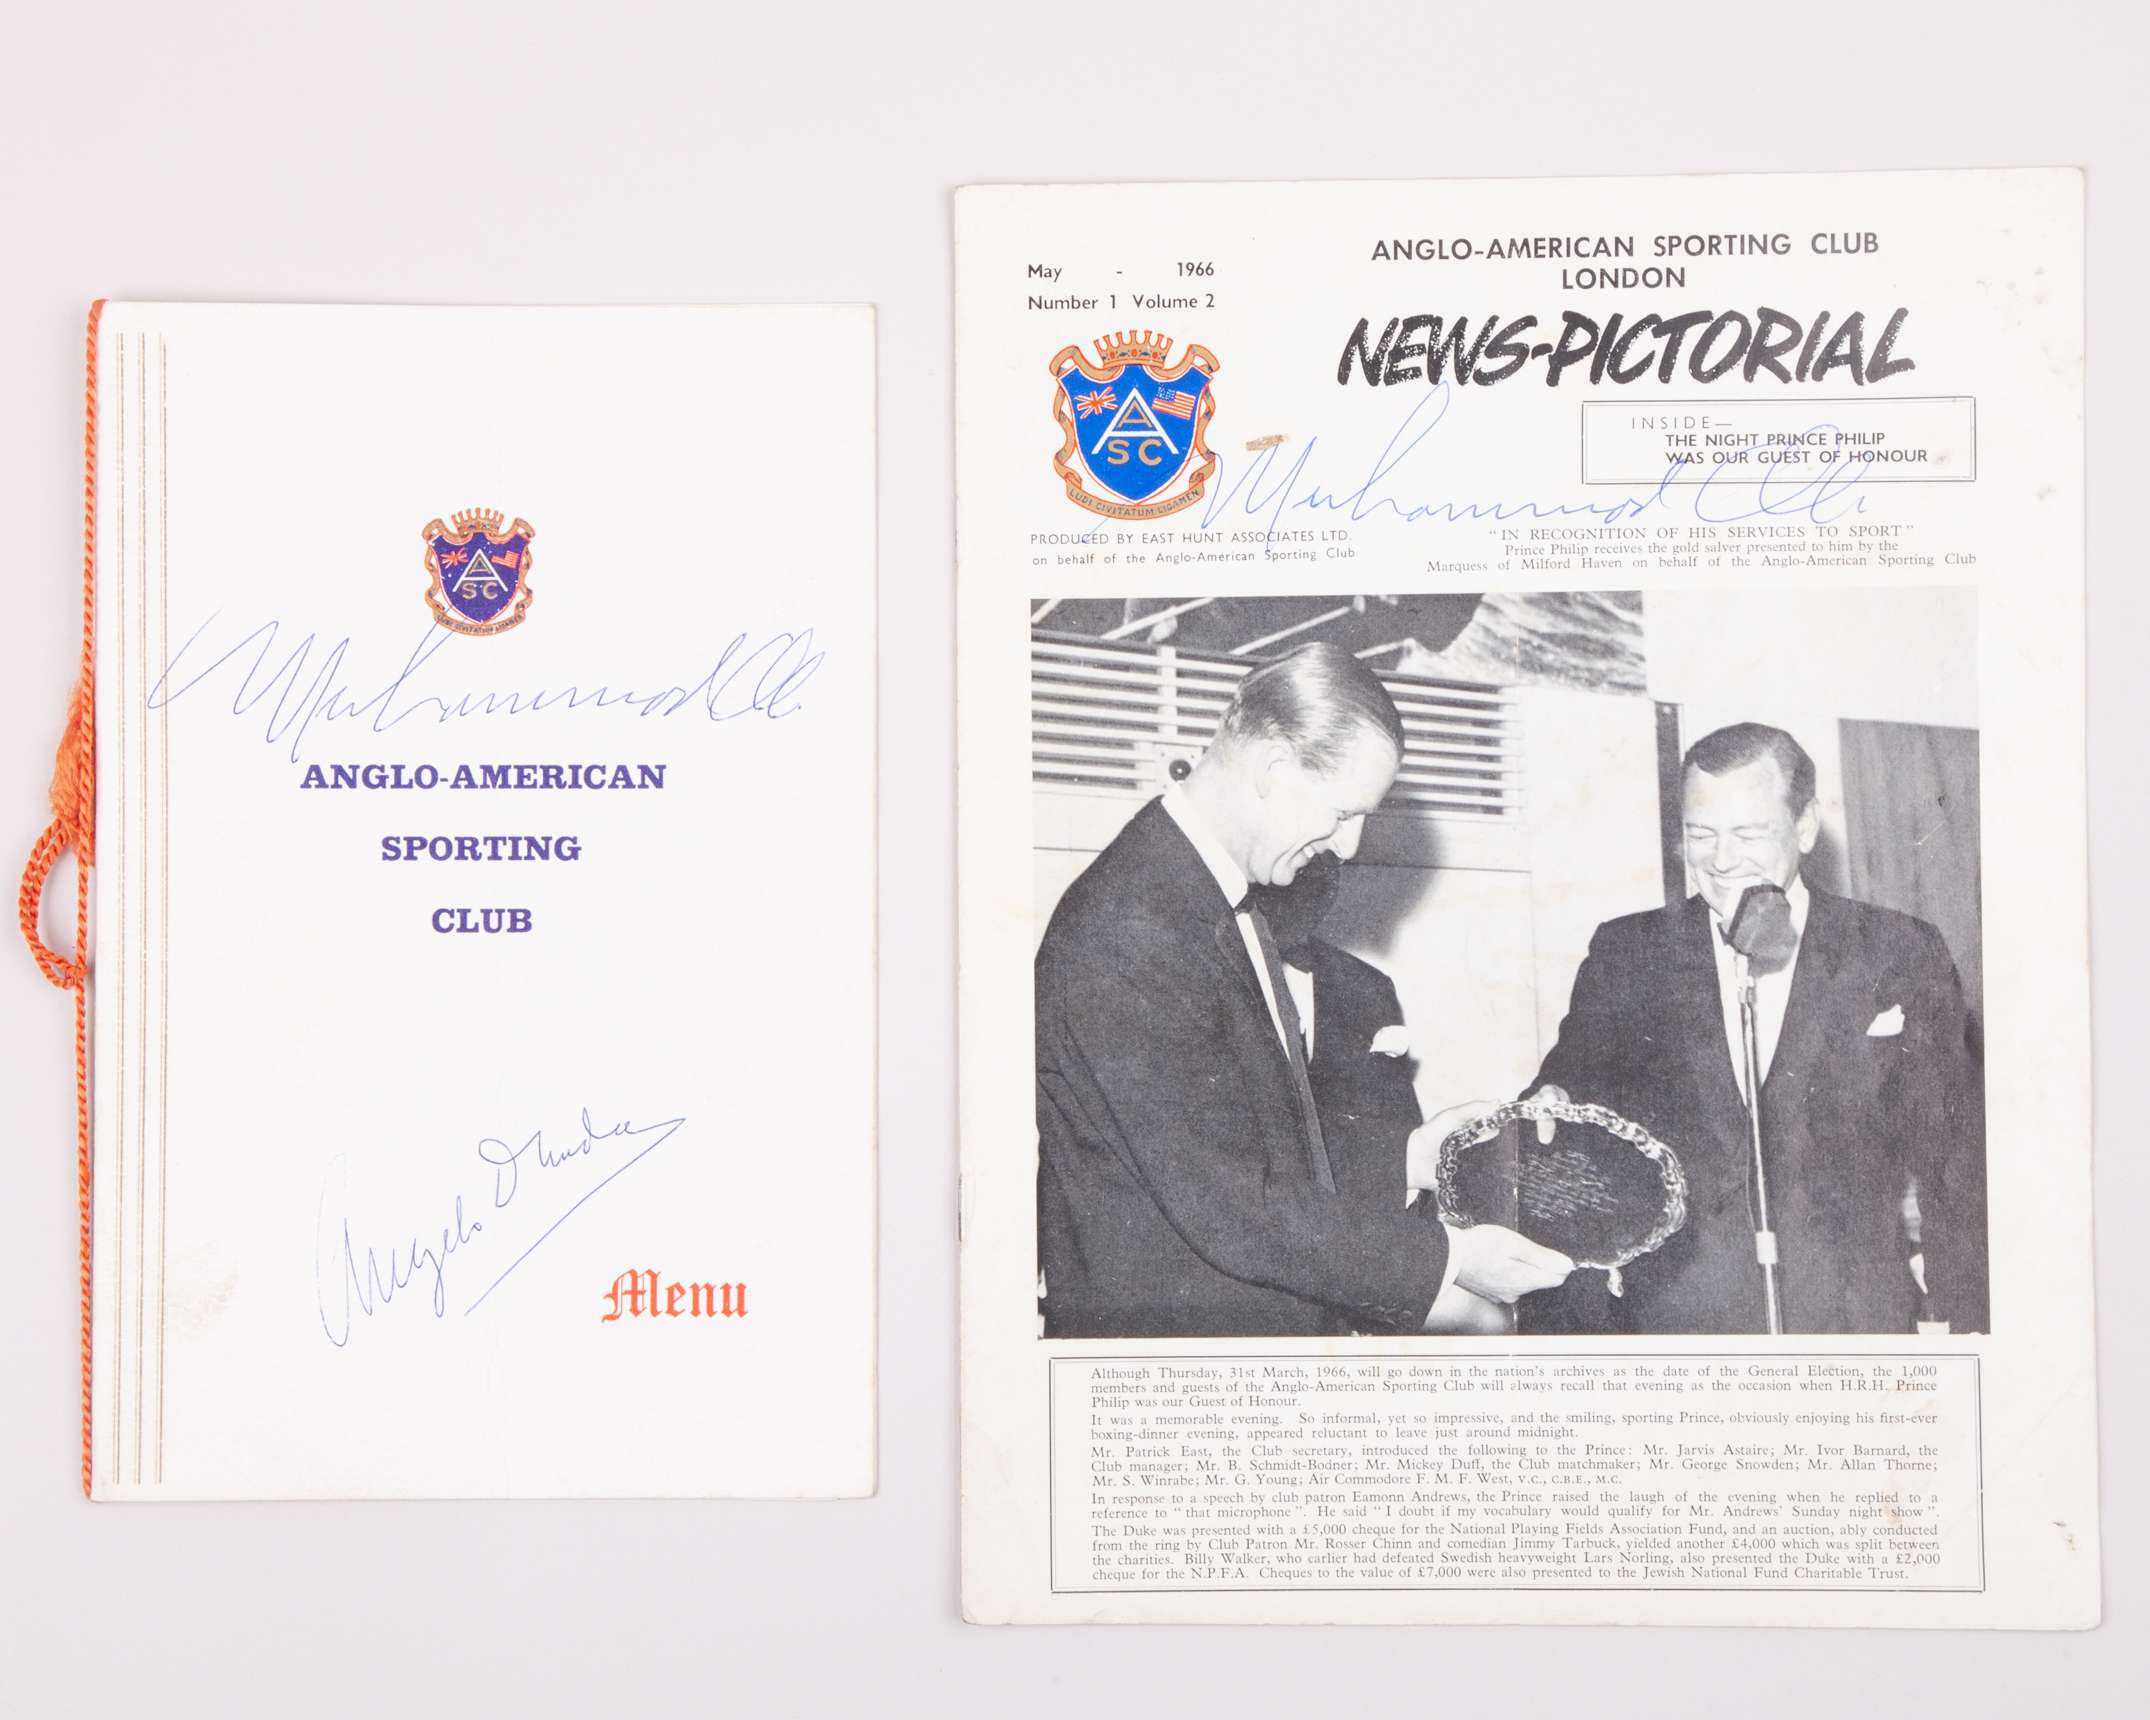 A
A
SC
LUDI CIVITATUM LIGAMEN
Muhammad Ali
ANGLO-AMERICAN
SPORTING
CLUB
Angelo Dundee
Menu
May - 1966
Number 1 Volume 2
ANGLO-AMERICAN SPORTING CLUB
LONDON
NEWS-PICTORIAL
A
A
SC
LUDI CIVITATUM LIGAMEN
INSIDE—
THE NIGHT PRINCE PHILIP
WAS OUR GUEST OF HONOUR
Muhammad Ali
PRODUCED BY EAST HUNT ASSOCIATES LTD.
on behalf of the Anglo-American Sporting Club
"IN RECOGNITION OF HIS SERVICES TO SPORT"
Prince Philip receives the gold salver presented to him by the
Marquess of Milford Haven on behalf of the Anglo-American Sporting Club
Although Thursday, 31st March, 1966, will go down in the nation's archives as the date of the General Election, the 1,000
members and guests of the Anglo-American Sporting Club will always recall that evening as the occasion when H.R.H. Prince
Philip was our Guest of Honour.
It was a memorable evening. So informal, yet so impressive, and the smiling, sporting Prince, obviously enjoying his first-ever
boxing-dinner evening, appeared reluctant to leave just around midnight.
Mr. Patrick East, the Club secretary, introduced the following to the Prince: Mr. Jarvis Astaire; Mr. Ivor Barnard, the
Club manager; Mr. B. Schmidt-Bodner; Mr. Mickey Duff, the Club matchmaker; Mr. George Snowden; Mr. Allan Thorne;
Mr. S. Winrabe; Mr. G. Young; Air Commodore F. M. F. West, V.C., C.B.E., M.C.
In response to a speech by club patron Eamonn Andrews, the Prince raised the laugh of the evening when he replied to a
reference to "that microphone". He said "I doubt if my vocabulary would qualify for Mr. Andrews' Sunday night show".
The Duke was presented with a £5,000 cheque for the National Playing Fields Association Fund, and an auction, ably conducted
from the ring by Club Patron Mr. Rosser Chinn and comedian Jimmy Tarbuck, yielded another £4,000 which was split between
the charities. Billy Walker, who earlier had defeated Swedish heavyweight Lars Norling, also presented the Duke with a £2,000
cheque for the N.P.F.A. Cheques to the value of £7,000 were also presented to the Jewish National Fund Charitable Trust.